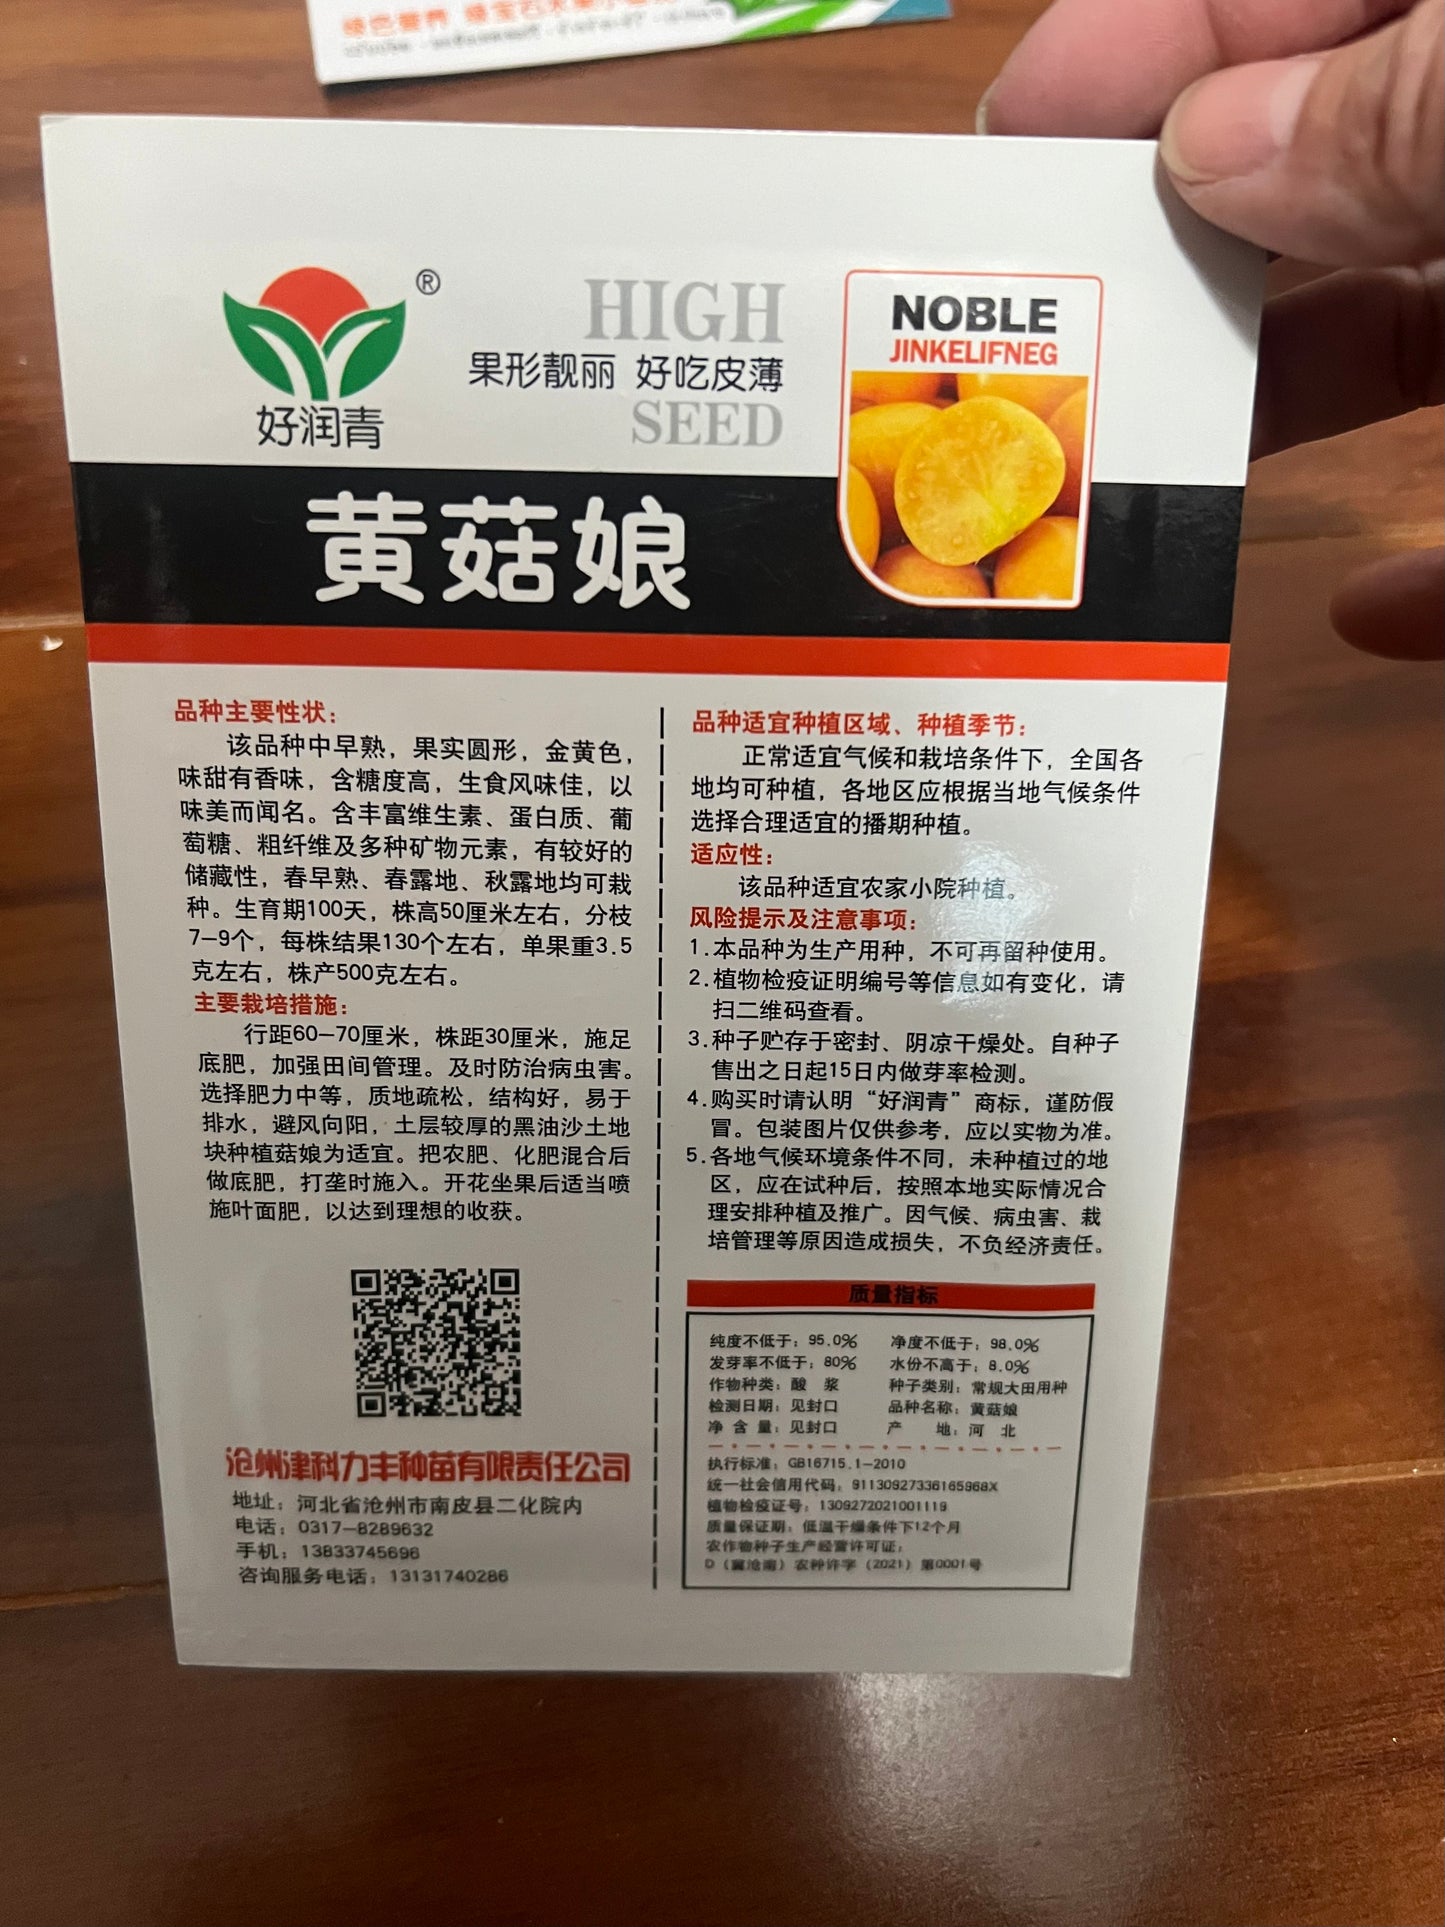 绿色营养
®
好润青
HIGH
果形靓丽 好吃皮薄
SEED
NOBLE
JINKELIFNEG
黄菇娘
品种主要性状：
该品种中早熟，果实圆形，金黄色，
味甜有香味，含糖度高，生食风味佳，以
味美而闻名。含丰富维生素、蛋白质、葡
萄糖、粗纤维及多种矿物元素，有较好的
储藏性，春早熟、春露地、秋露地均可栽
种。生育期100天，株高50厘米左右，分枝
7—9个，每株结果130个左右，单果重3.5
克左右，株产500克左右。
主要栽培措施：
行距60—70厘米，株距30厘米，施足
底肥，加强田间管理。及时防治病虫害。
选择肥力中等，质地疏松，结构好，易于
排水，避风向阳，土层较厚的黑油沙土地
块种植菇娘为适宜。把农肥、化肥混合后
做底肥，打垄时施入。开花坐果后适当喷
施叶面肥，以达到理想的收获。
沧州津科力丰种苗有限责任公司
地址：河北省沧州市南皮县二化院内
电话：0317—8289632
手机：13833745696
咨询服务电话：13131740286
品种适宜种植区域、种植季节：
正常适宜气候和栽培条件下，全国各
地均可种植，各地区应根据当地气候条件
选择合理适宜的播期种植。
适应性：
该品种适宜农家小院种植。
风险提示及注意事项：
1.本品种为生产用种，不可再留种使用。
2.植物检疫证明编号等信息如有变化，请
扫二维码查看。
3.种子贮存于密封、阴凉干燥处。自种子
售出之日起15日内做芽率检测。
4.购买时请认明“好润青”商标，谨防假
冒。包装图片仅供参考，应以实物为准。
5.各地气候环境条件不同，未种植过的地
区，应在试种后，按照本地实际情况合
理安排种植及推广。因气候、病虫害、栽
培管理等原因造成损失，不负经济责任。
质量指标
纯度不低于：95.0% 净度不低于：98.0%
发芽率不低于：80% 水份不高于：8.0%
作物种类：酸 浆 种子类别：常规大田用种
检测日期：见封口 品种名称：黄菇娘
净 含 量：见封口 产 地：河 北
执行标准：GB16715.1—2010
统一社会信用代码：91130927336165968X
植物检疫证号：1309272021001119
质量保证期：低温干燥条件下12个月
农作物种子生产经营许可证：
D（冀沧南）农种许字（2021）第0001号